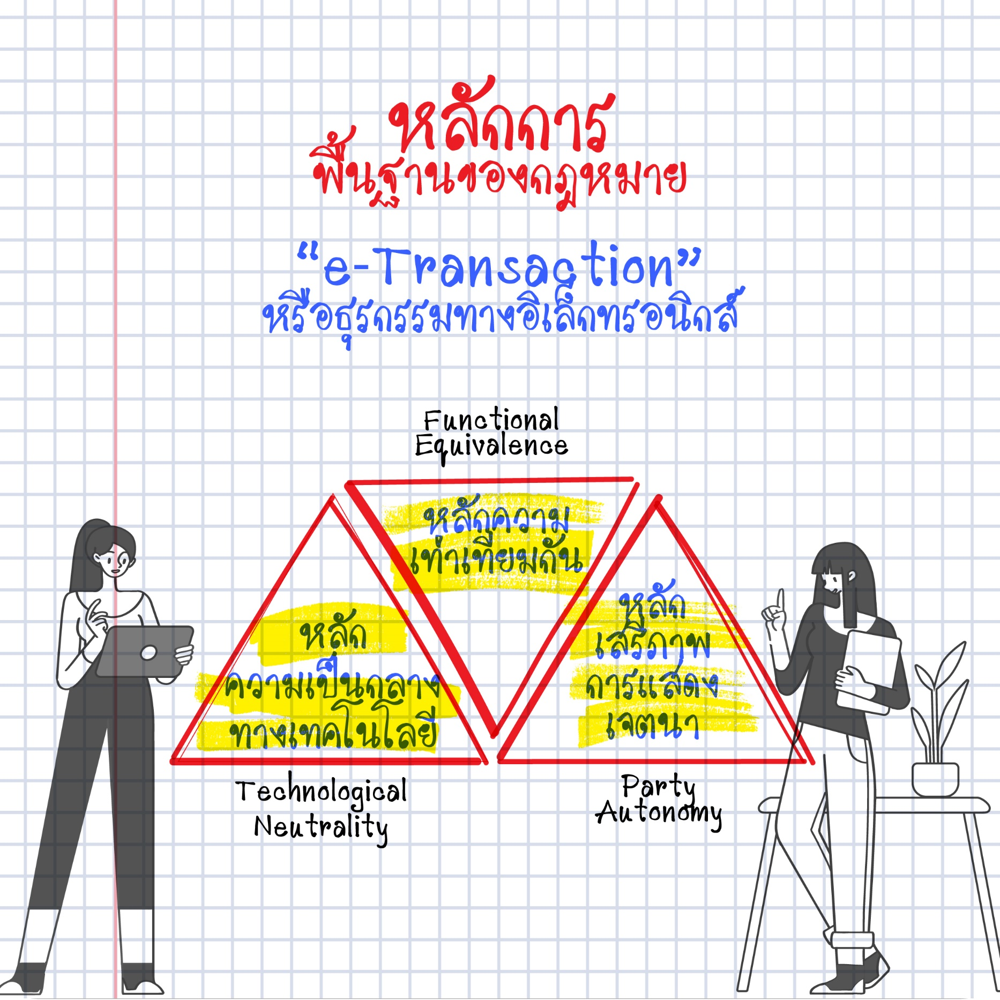 หลักการ
พื้นฐานของกฎหมาย
“e-Transaction”
หรือธุรกรรมทางอิเล็กทรอนิกส์
Functional
Equivalence
หลักความ
เท่าเทียมกัน
หลัก
ความเป็นกลาง
ทางเทคโนโลยี
Technological
Neutrality
หลัก
เสรีภาพ
การแสดง
เจตนา
Party
Autonomy